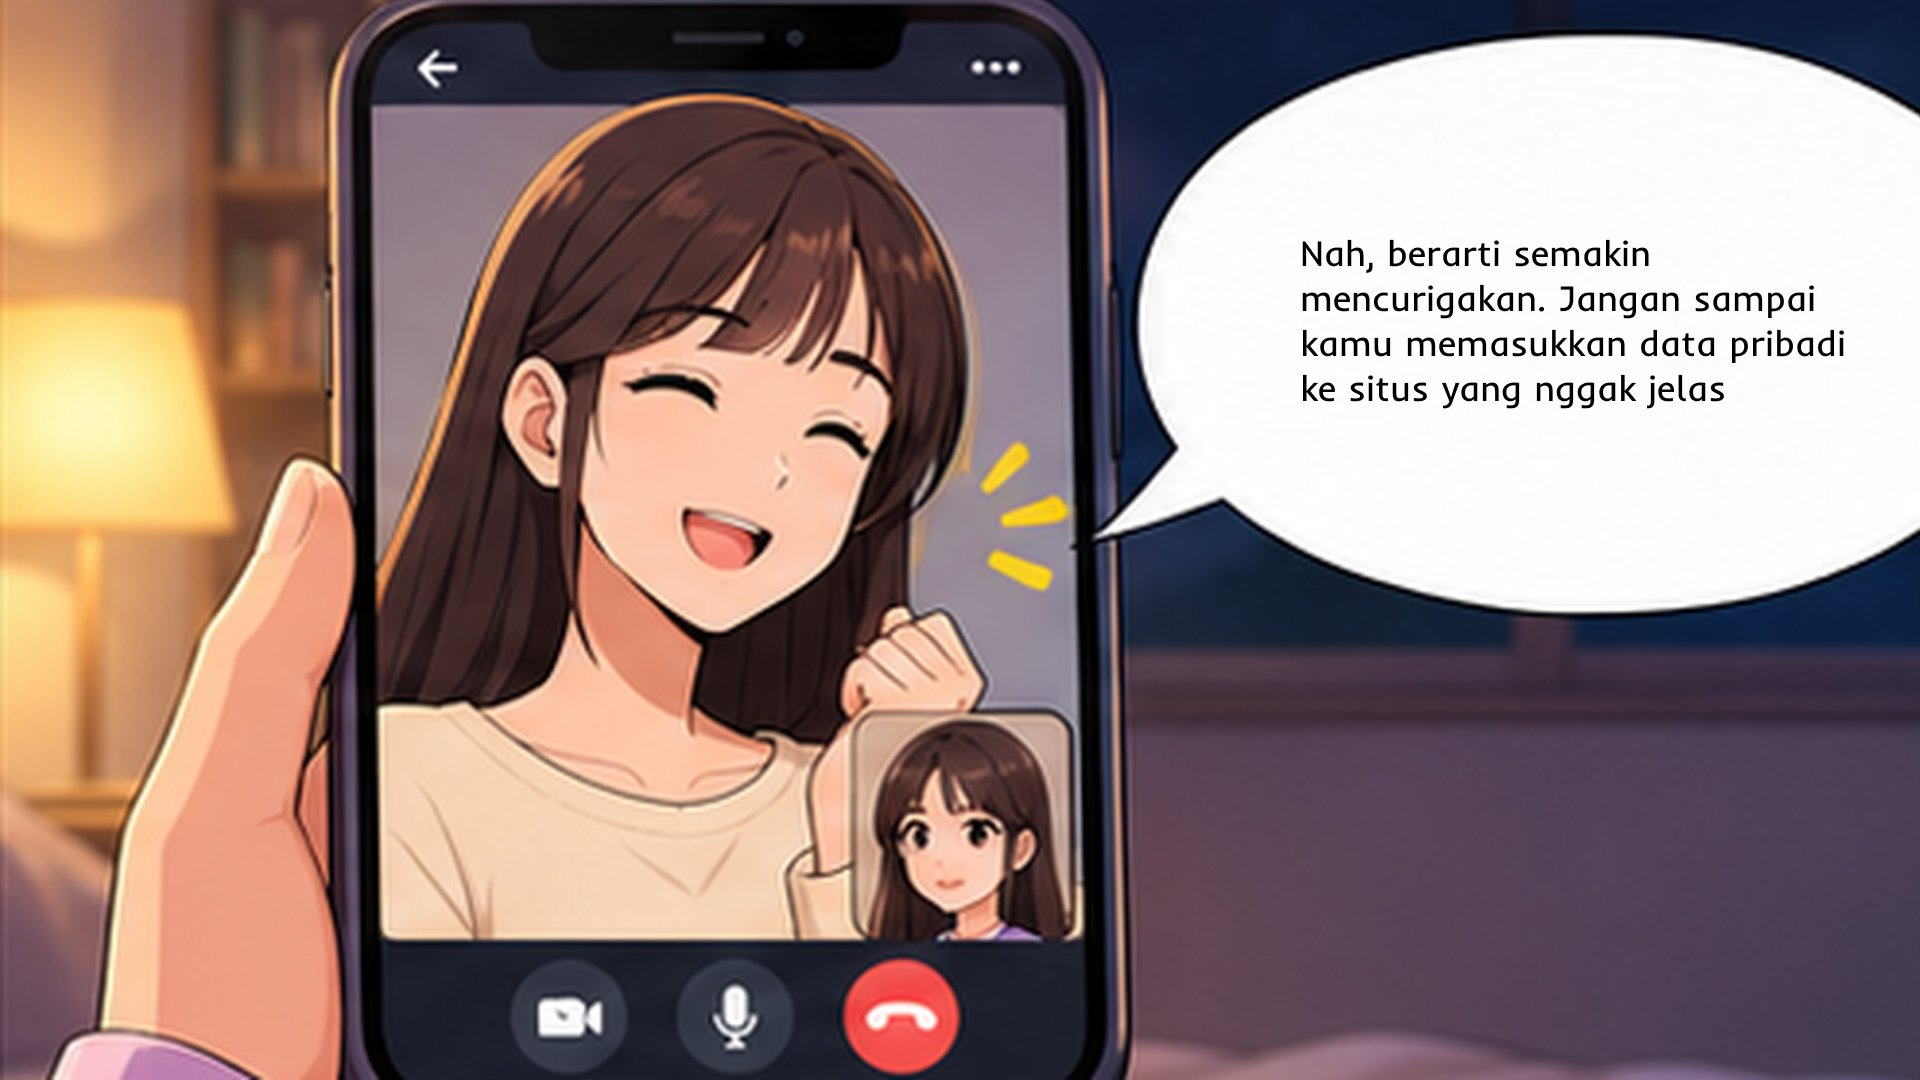 Nah, berarti semakin
mencurigakan. Jangan sampai
kamu memasukkan data pribadi
ke situs yang nggak jelas